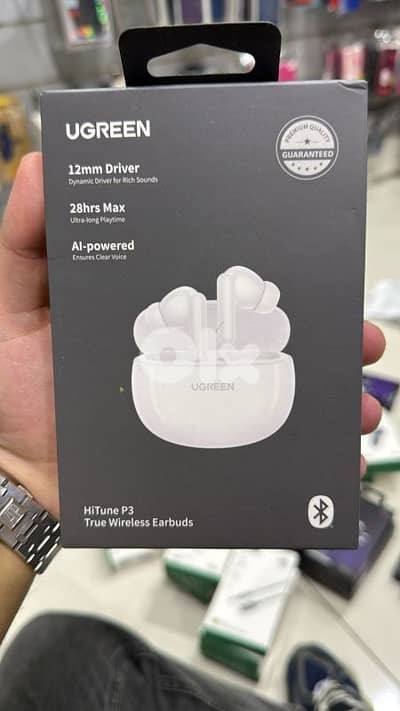 UGREEN
PREMIUM QUALITY
GUARANTEED
12mm Driver
Dynamic Driver for Rich Sounds
28hrs Max
Ultra-long Playtime
AI-powered
Ensures Clear Voice
olx
UGREEN
HiTune P3
True Wireless Earbuds